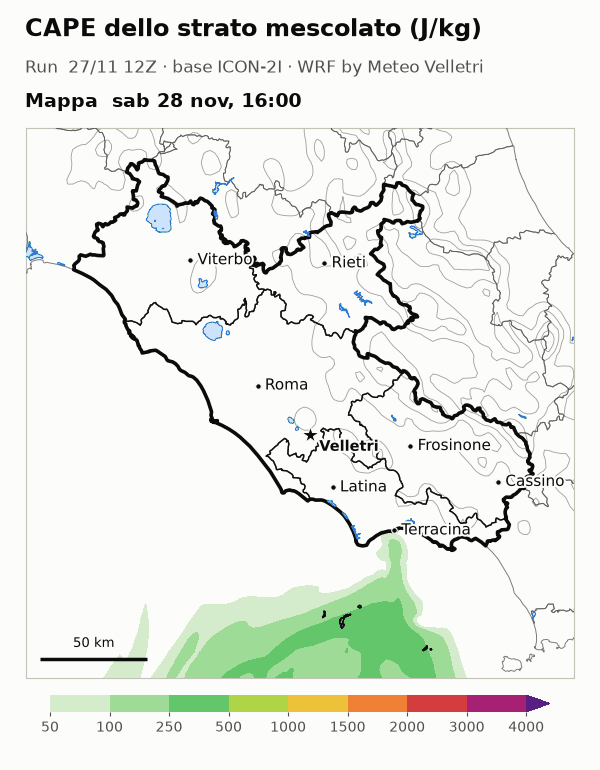 CAPE dello strato mescolato (J/kg)
Run 27/11 12Z · base ICON-2I · WRF by Meteo Velletri
Mappa sab 28 nov, 16:00
Viterbo
Rieti
Roma
Velletri
Frosinone
Latina
Cassino
Terracina
50 km
50 100 250 500 1000 1500 2000 3000 4000